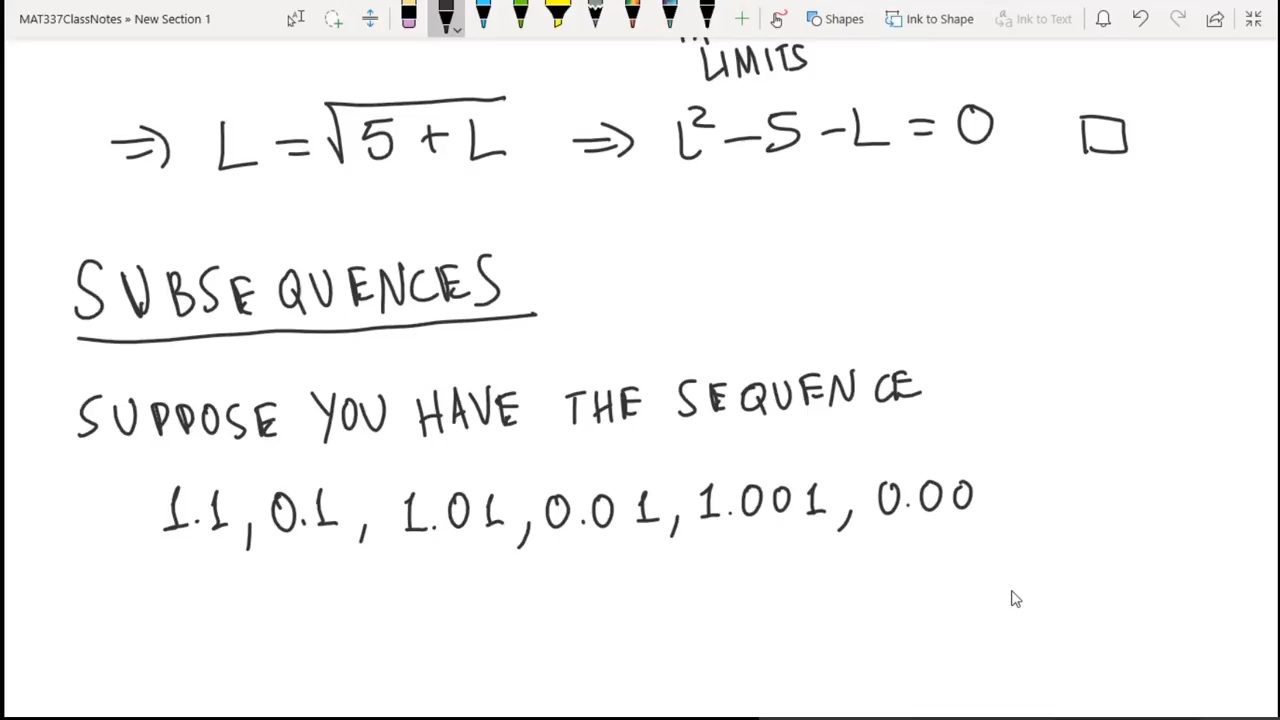 MAT337ClassNotes » New Section 1 Shapes Ink to Shape Ink to Text
LIMITS
⇒ L = √5 + L ⇒ L² - 5 - L = 0 □
SUBSEQUENCES
SUPPOSE YOU HAVE THE SEQUENCE
1.1, 0.1, 1.01, 0.01, 1.001, 0.00